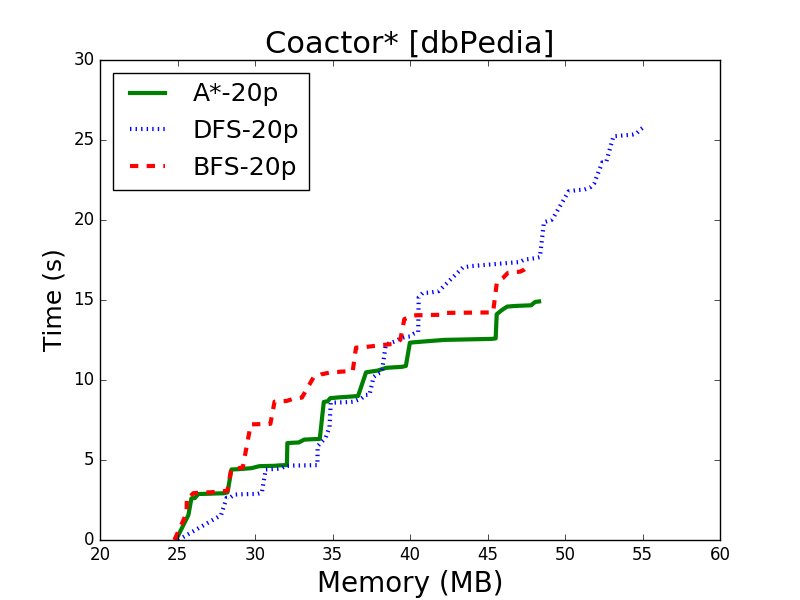 Coactor* [dbPedia]
A*-20p
DFS-20p
BFS-20p
Time (s)
30
25
20
15
10
5
0
20 25 30 35 40 45 50 55 60
Memory (MB)